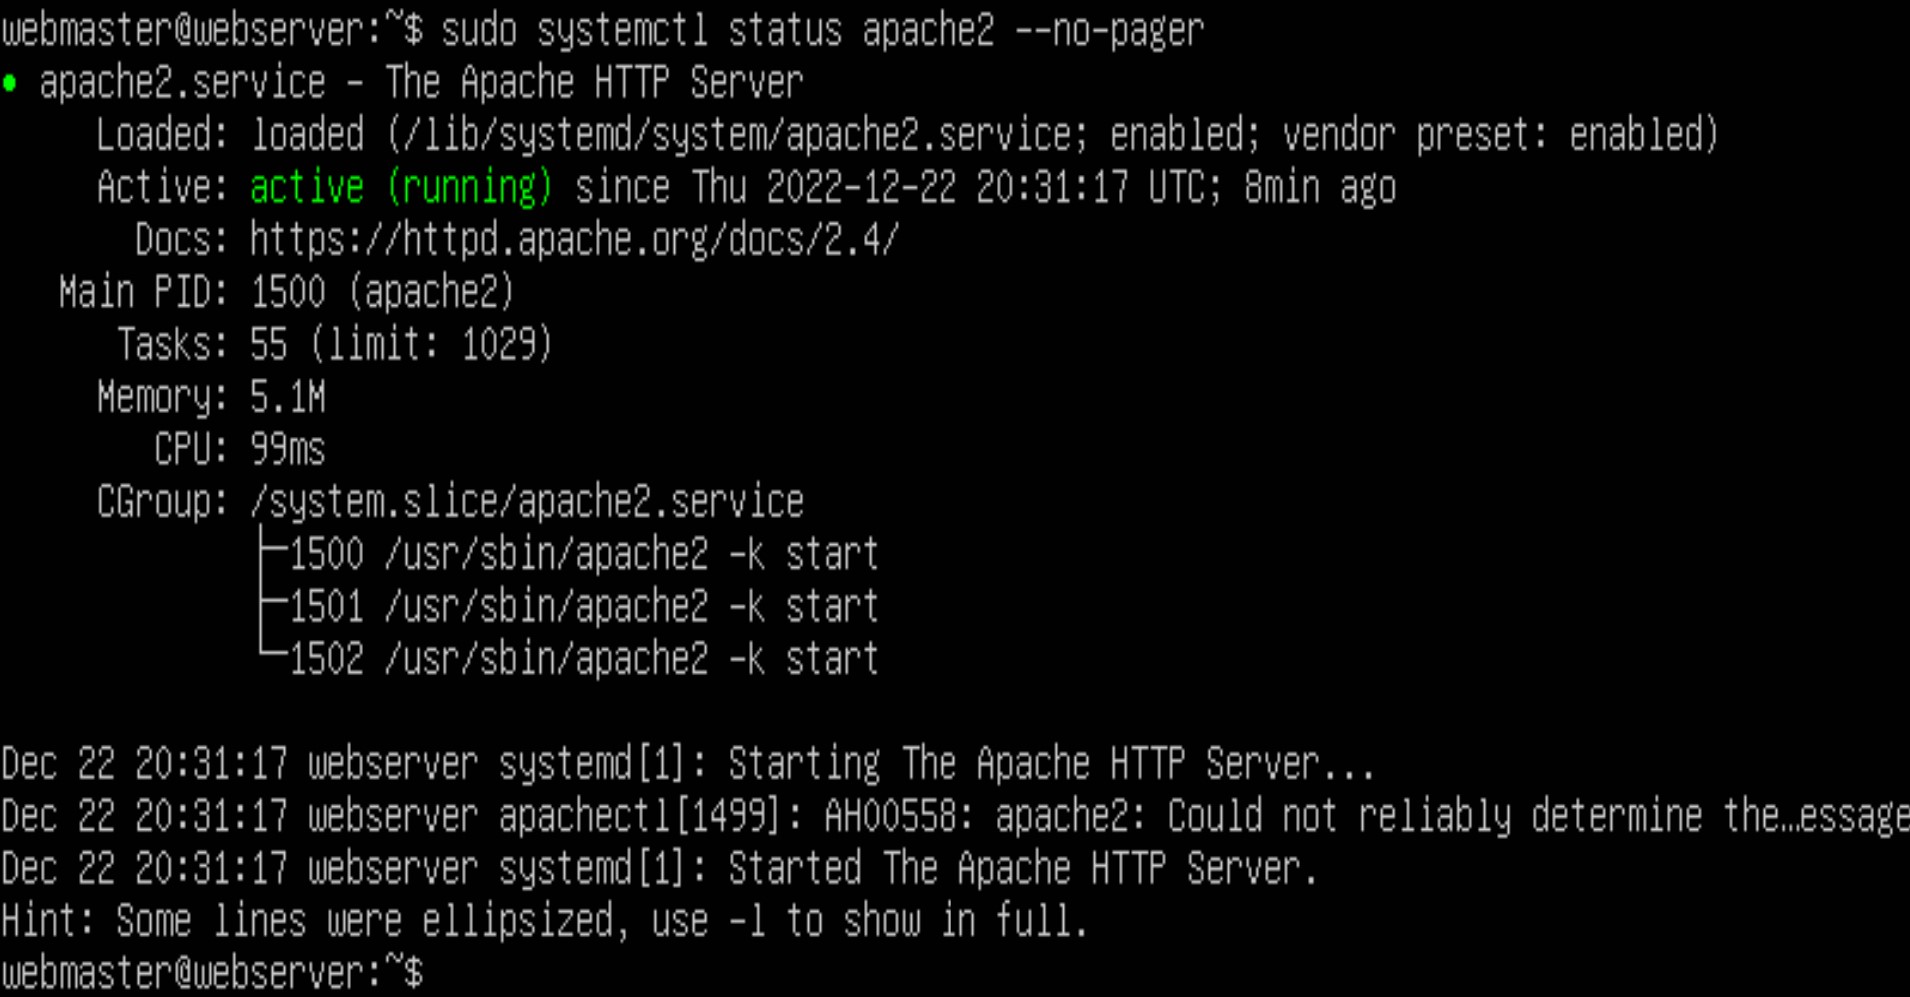 webmaster@webserver:~$ sudo systemctl status apache2 --no-pager
● apache2.service - The Apache HTTP Server
     Loaded: loaded (/lib/systemd/system/apache2.service; enabled; vendor preset: enabled)
     Active: active (running) since Thu 2022-12-22 20:31:17 UTC; 8min ago
       Docs: https://httpd.apache.org/docs/2.4/
   Main PID: 1500 (apache2)
      Tasks: 55 (limit: 1029)
     Memory: 5.1M
        CPU: 99ms
     CGroup: /system.slice/apache2.service
             ├─1500 /usr/sbin/apache2 -k start
             ├─1501 /usr/sbin/apache2 -k start
             └─1502 /usr/sbin/apache2 -k start

Dec 22 20:31:17 webserver systemd[1]: Starting The Apache HTTP Server...
Dec 22 20:31:17 webserver apachectl[1499]: AH00558: apache2: Could not reliably determine the…essage
Dec 22 20:31:17 webserver systemd[1]: Started The Apache HTTP Server.
Hint: Some lines were ellipsized, use -l to show in full.
webmaster@webserver:~$